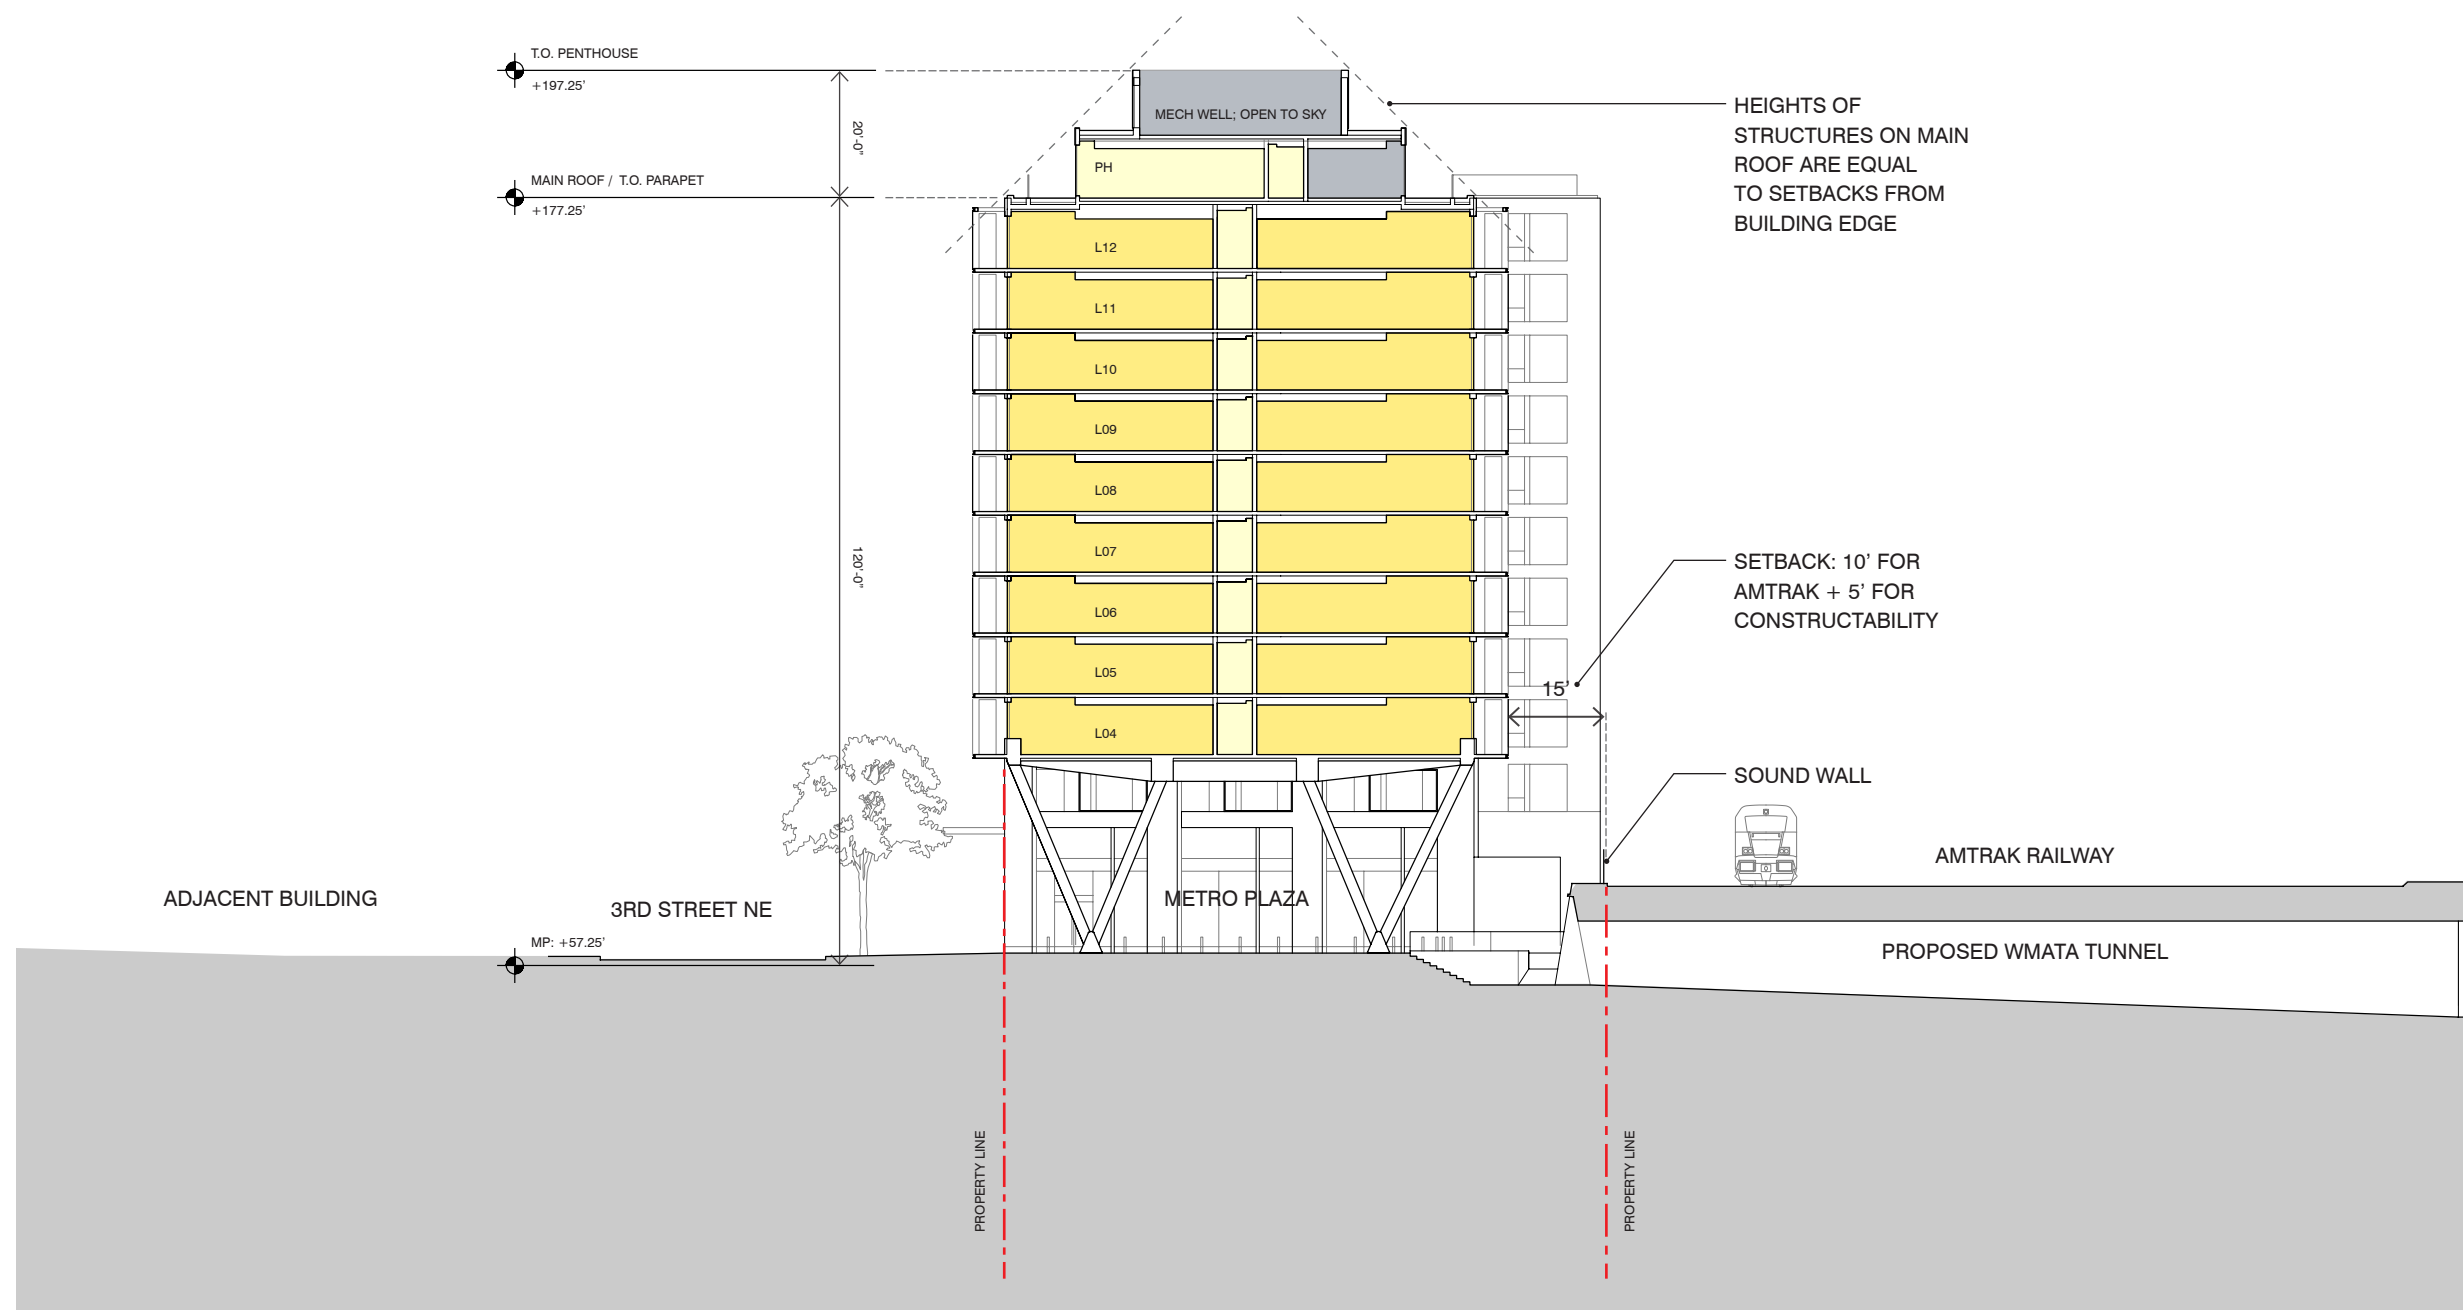 T.O. PENTHOUSE
+197.25'
20'-0"
MECH WELL; OPEN TO SKY
HEIGHTS OF
STRUCTURES ON MAIN
ROOF ARE EQUAL
TO SETBACKS FROM
BUILDING EDGE
PH
MAIN ROOF / T.O. PARAPET
+177.25'
L12
L11
L10
L09
L08
L07
L06
L05
L04
120'-0"
SETBACK: 10' FOR
AMTRAK + 5' FOR
CONSTRUCTABILITY
15'
SOUND WALL
AMTRAK RAILWAY
ADJACENT BUILDING
3RD STREET NE
METRO PLAZA
MP: +57.25'
PROPOSED WMATA TUNNEL
PROPERTY LINE
PROPERTY LINE